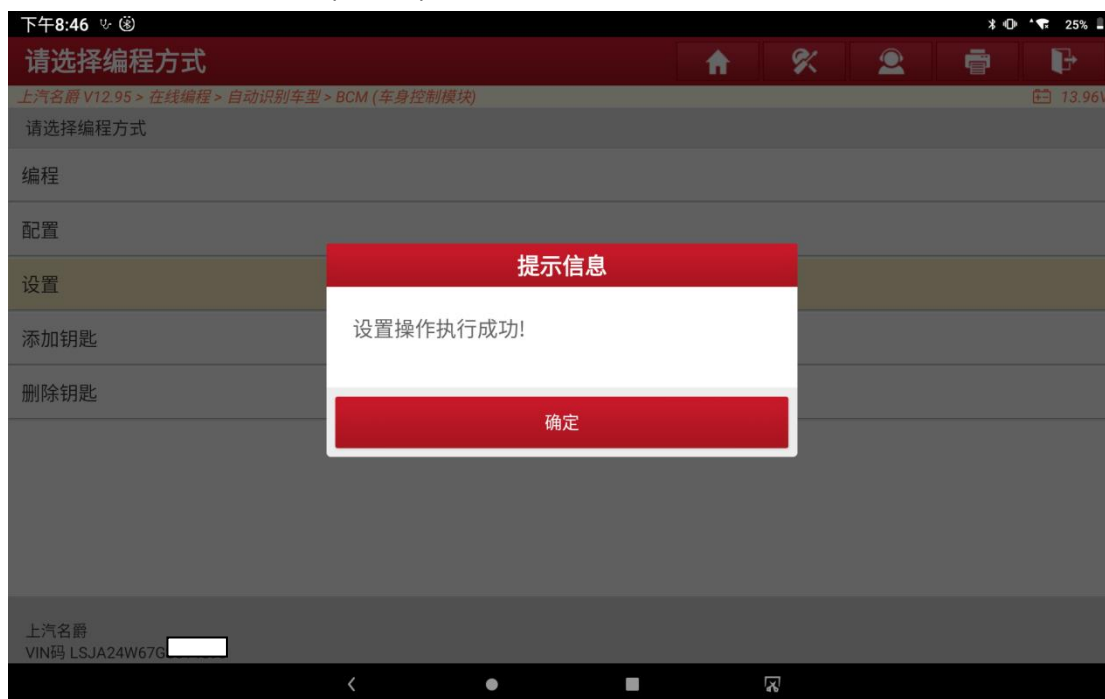 下午8:46
25%
请选择编程方式
上汽名爵 V12.95 > 在线编程 > 自动识别车型 > BCM (车身控制模块)
13.96V
请选择编程方式
编程
配置
设置
添加钥匙
删除钥匙
提示信息
设置操作执行成功!
确定
上汽名爵
VIN码 LSJA24W67G